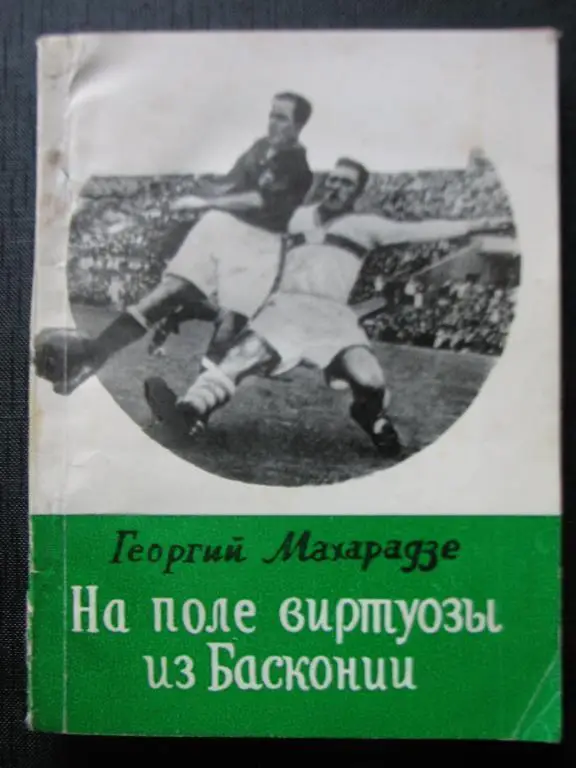 Георгий Махарадзе
На поле виртуозы
из Басконии